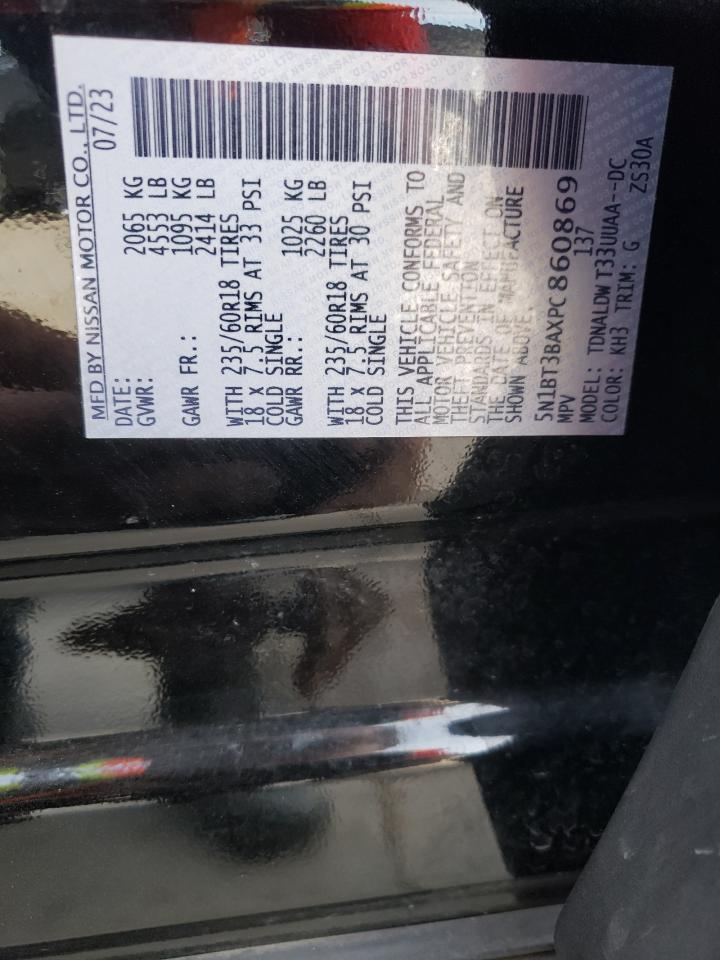 MFD BY NISSAN MOTOR CO., LTD.
DATE: 07/23
GVWR: 2065 KG
4553 LB
GAWR FR.: 1095 KG
2414 LB
WITH 235/60R18 TIRES
18 X 7.5 RIMS AT 33 PSI
COLD SINGLE
GAWR RR.: 1025 KG
2260 LB
WITH 235/60R18 TIRES
18 X 7.5 RIMS AT 30 PSI
COLD SINGLE
THIS VEHICLE CONFORMS TO
ALL APPLICABLE FEDERAL
MOTOR VEHICLE SAFETY AND
THEFT PREVENTION
STANDARDS IN EFFECT ON
THE DATE OF MANUFACTURE
SHOWN ABOVE.
5N1BT3BAXPC860869
MPV 137
MODEL: TDNALDW T33UUAA--DC
COLOR: KH3 TRIM: G ZS30A